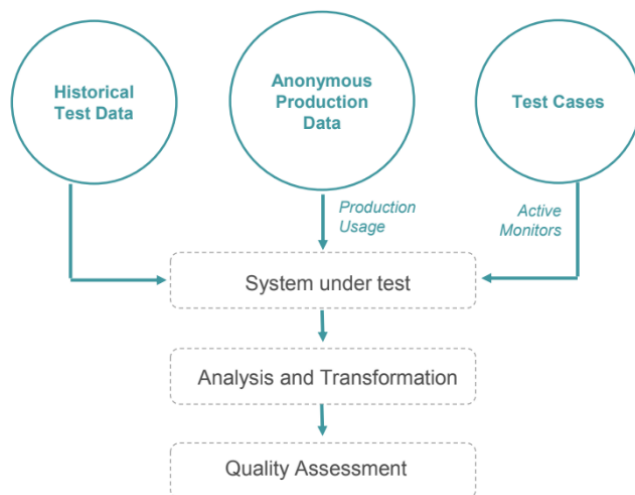 Historical
Test Data
Anonymous
Production
Data
Test Cases
Production
Usage
Active
Monitors
System under test
Analysis and Transformation
Quality Assessment